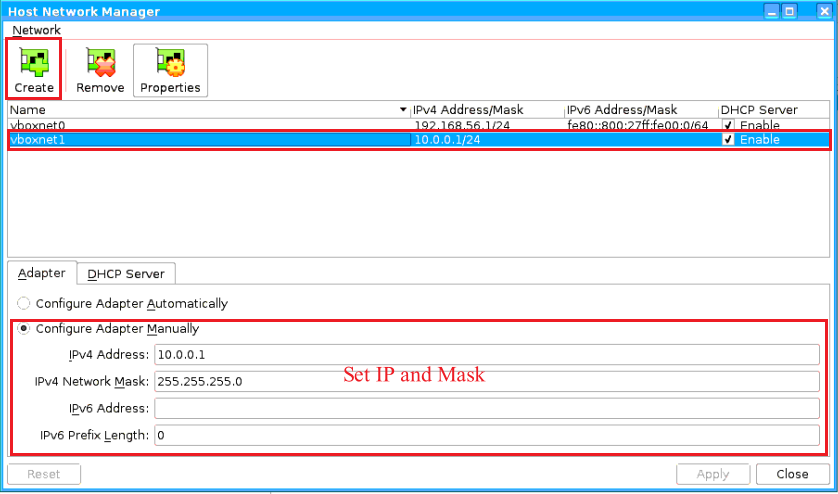 Host Network Manager
Network
Create Remove Properties
Name IPv4 Address/Mask IPv6 Address/Mask DHCP Server
vboxnet0 192.168.56.1/24 fe80::800:27ff:fe00:0/64 Enable
vboxnet1 10.0.0.1/24 Enable
Adapter DHCP Server
Configure Adapter Automatically
Configure Adapter Manually
IPv4 Address: 10.0.0.1
Set IP and Mask
IPv4 Network Mask: 255.255.255.0
IPv6 Address:
IPv6 Prefix Length: 0
Reset Apply Close